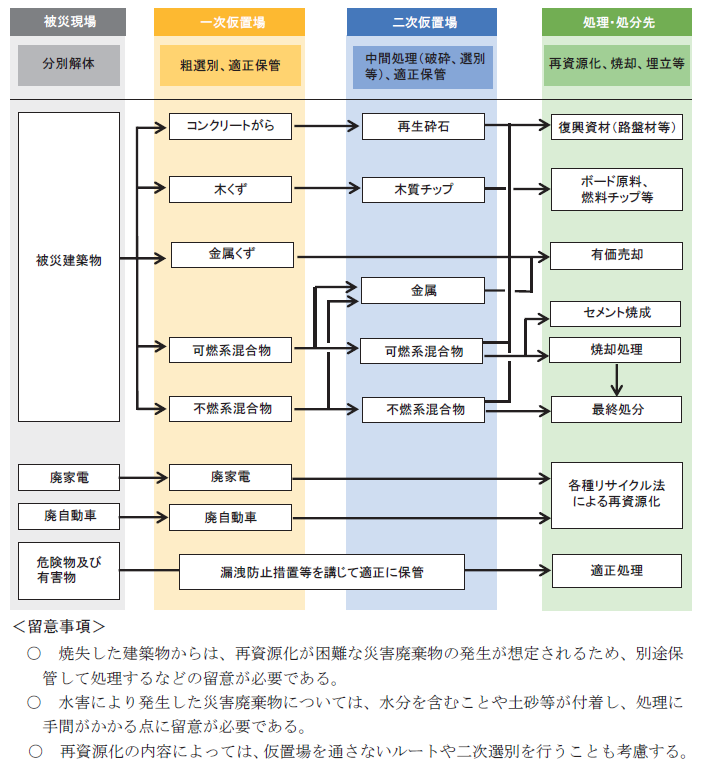 被災現場
一次仮置場
二次仮置場
処理・処分先
分別解体
粗選別、適正保管
中間処理（破砕、選別
等）、適正保管
再資源化、焼却、埋立等
被災建築物
コンクリートがら
再生砕石
復興資材（路盤材等）
木くず
木質チップ
ボード原料、
燃料チップ等
金属くず
有価売却
金属
セメント焼成
可燃系混合物
可燃系混合物
焼却処理
不燃系混合物
不燃系混合物
最終処分
廃家電
廃家電
各種リサイクル法
による再資源化
廃自動車
廃自動車
危険物及び
有害物
漏洩防止措置等を講じて適正に保管
適正処理
＜留意事項＞
○　焼失した建築物からは、再資源化が困難な災害廃棄物の発生が想定されるため、別途保
管して処理するなどの留意が必要である。
○　水害により発生した災害廃棄物については、水分を含むことや土砂等が付着し、処理に
手間がかかる点に留意が必要である。
○　再資源化の内容によっては、仮置場を通さないルートや二次選別を行うことも考慮する。